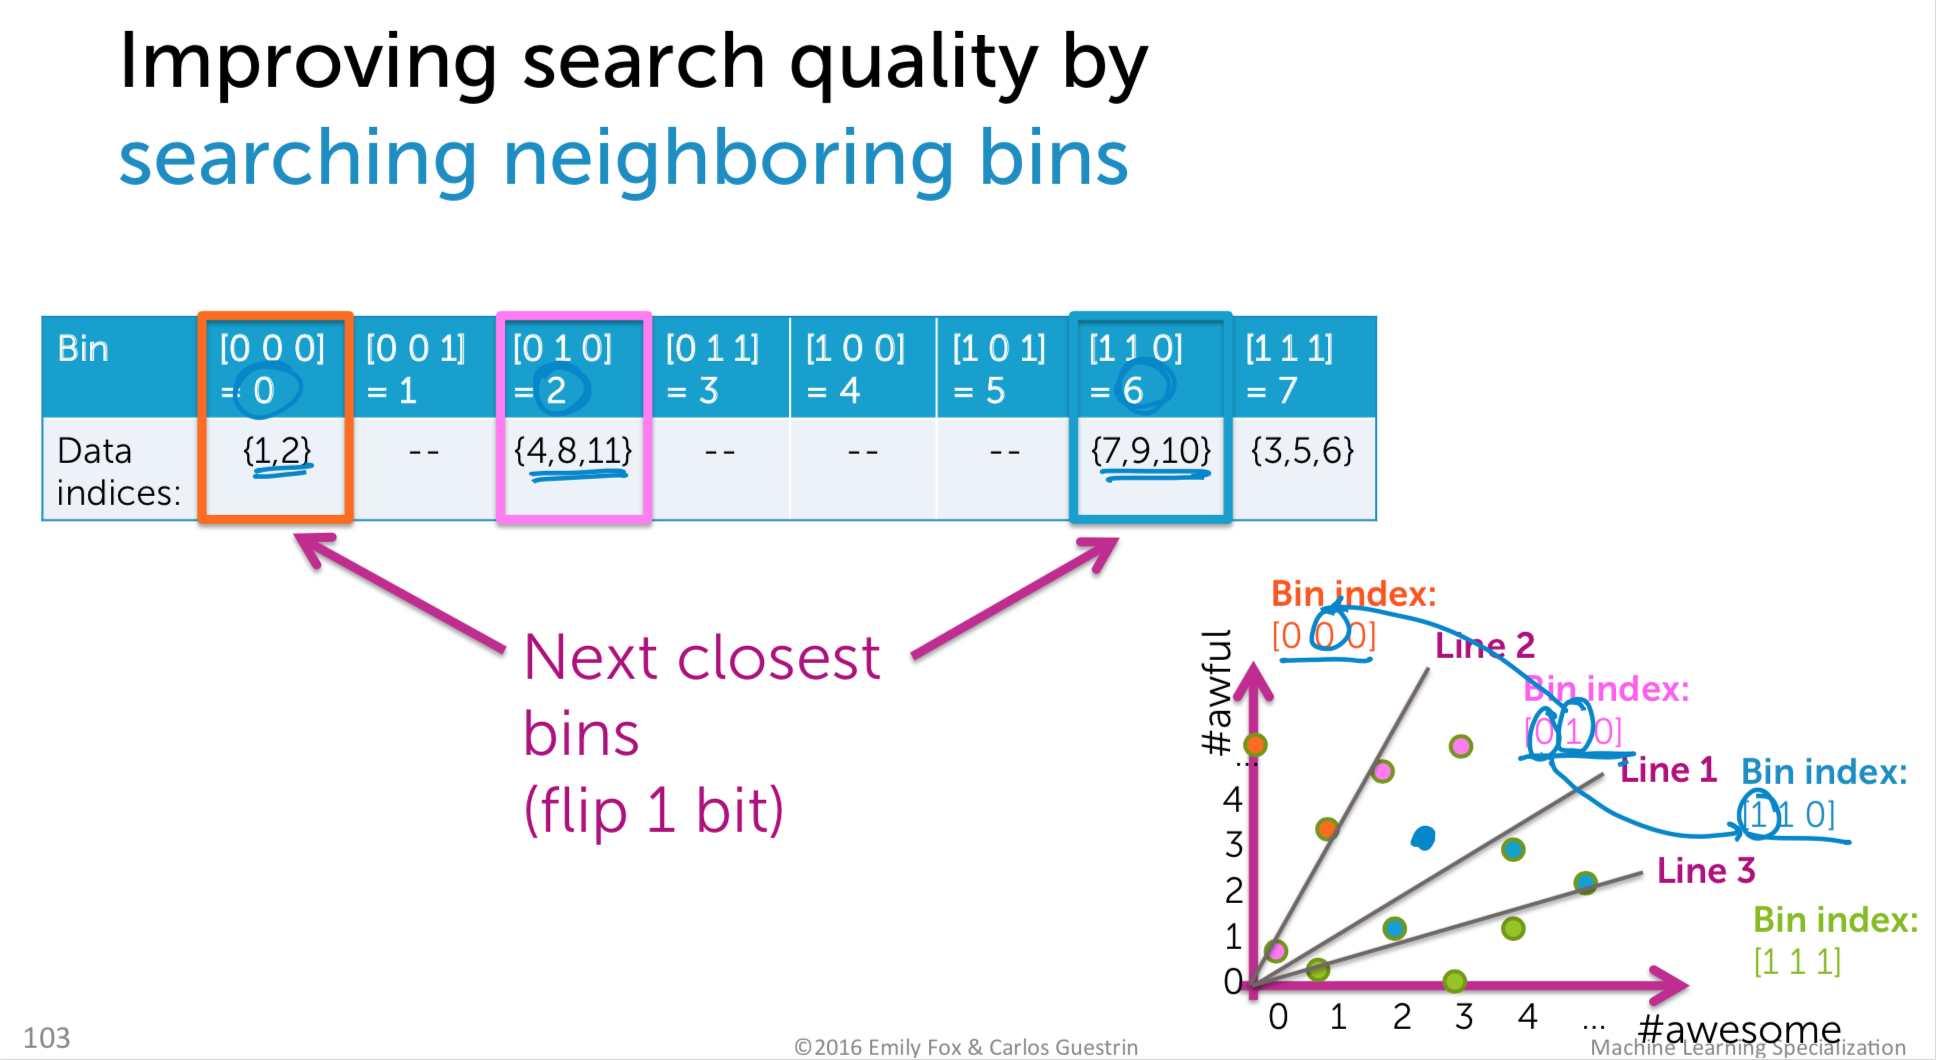 Improving search quality by
searching neighboring bins
Bin [0 0 0] = 0 [0 0 1] = 1 [0 1 0] = 2 [0 1 1] = 3 [1 0 0] = 4 [1 0 1] = 5 [1 1 0] = 6 [1 1 1] = 7
Data indices: {1,2} -- {4,8,11} -- -- -- {7,9,10} {3,5,6}
Next closest
bins
(flip 1 bit)
Bin index:
[0 0 0]
Line 2
Bin index:
[0 1 0]
Line 1
Bin index:
[1 1 0]
Line 3
Bin index:
[1 1 1]
#awful
...
4
3
2
1
0
0 1 2 3 4 ...
#awesome
103
©2016 Emily Fox & Carlos Guestrin
Machine Learning Specialization